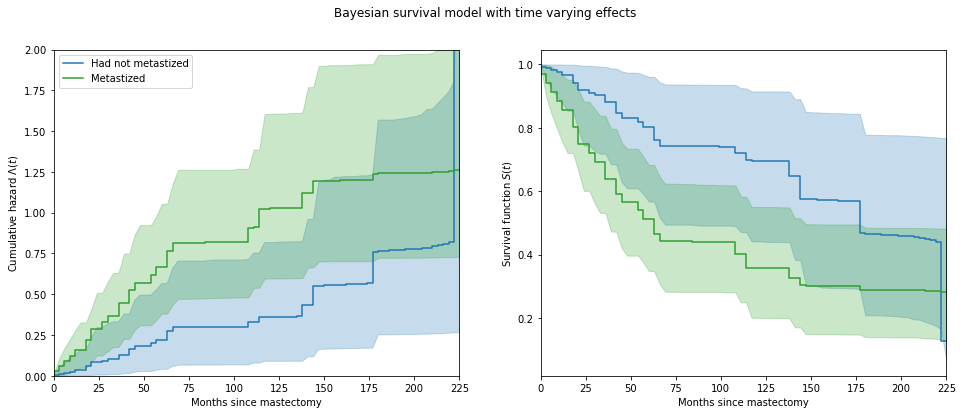 Bayesian survival model with time varying effects
Had not metastized
Metastized
2.00
1.75
1.50
1.25
1.00
0.75
0.50
0.25
0.00
Cumulative hazard Λ(t)
0 25 50 75 100 125 150 175 200 225
Months since mastectomy
1.0
0.8
0.6
0.4
0.2
Survival function S(t)
0 25 50 75 100 125 150 175 200 225
Months since mastectomy